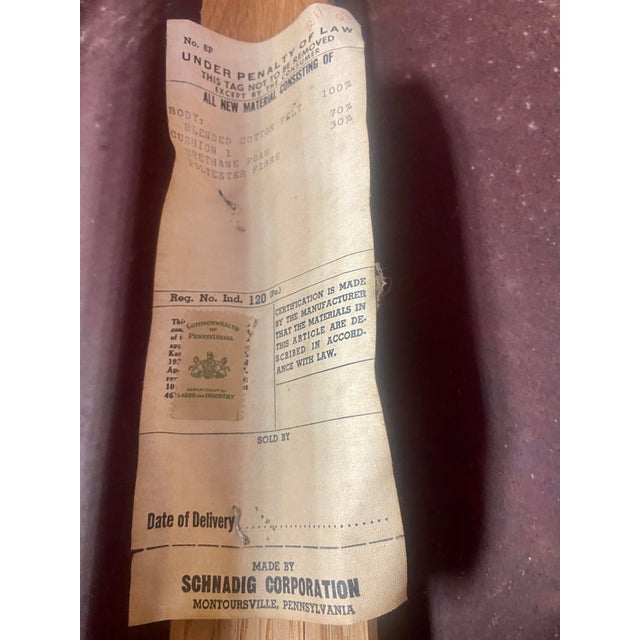 No. 8P
UNDER PENALTY OF LAW
THIS TAG NOT TO BE REMOVED
EXCEPT BY THE CONSUMER
ALL NEW MATERIAL CONSISTING OF
BODY;
BLENDED COTTON FELT 100%
CUSHION 1
URETHANE FOAM 70%
POLYESTER FIBRE 30%
Reg. No. Ind. 120 (Pa.)
CERTIFICATION IS MADE
BY THE MANUFACTURER
THAT THE MATERIALS IN
THIS ARTICLE ARE DE-
SCRIBED IN ACCORD-
ANCE WITH LAW.
COMMONWEALTH
OF
PENNSYLVANIA
DEPARTMENT OF
LABOR AND INDUSTRY
SOLD BY
Date of Delivery
MADE BY
SCHNADIG CORPORATION
MONTOURSVILLE, PENNSYLVANIA